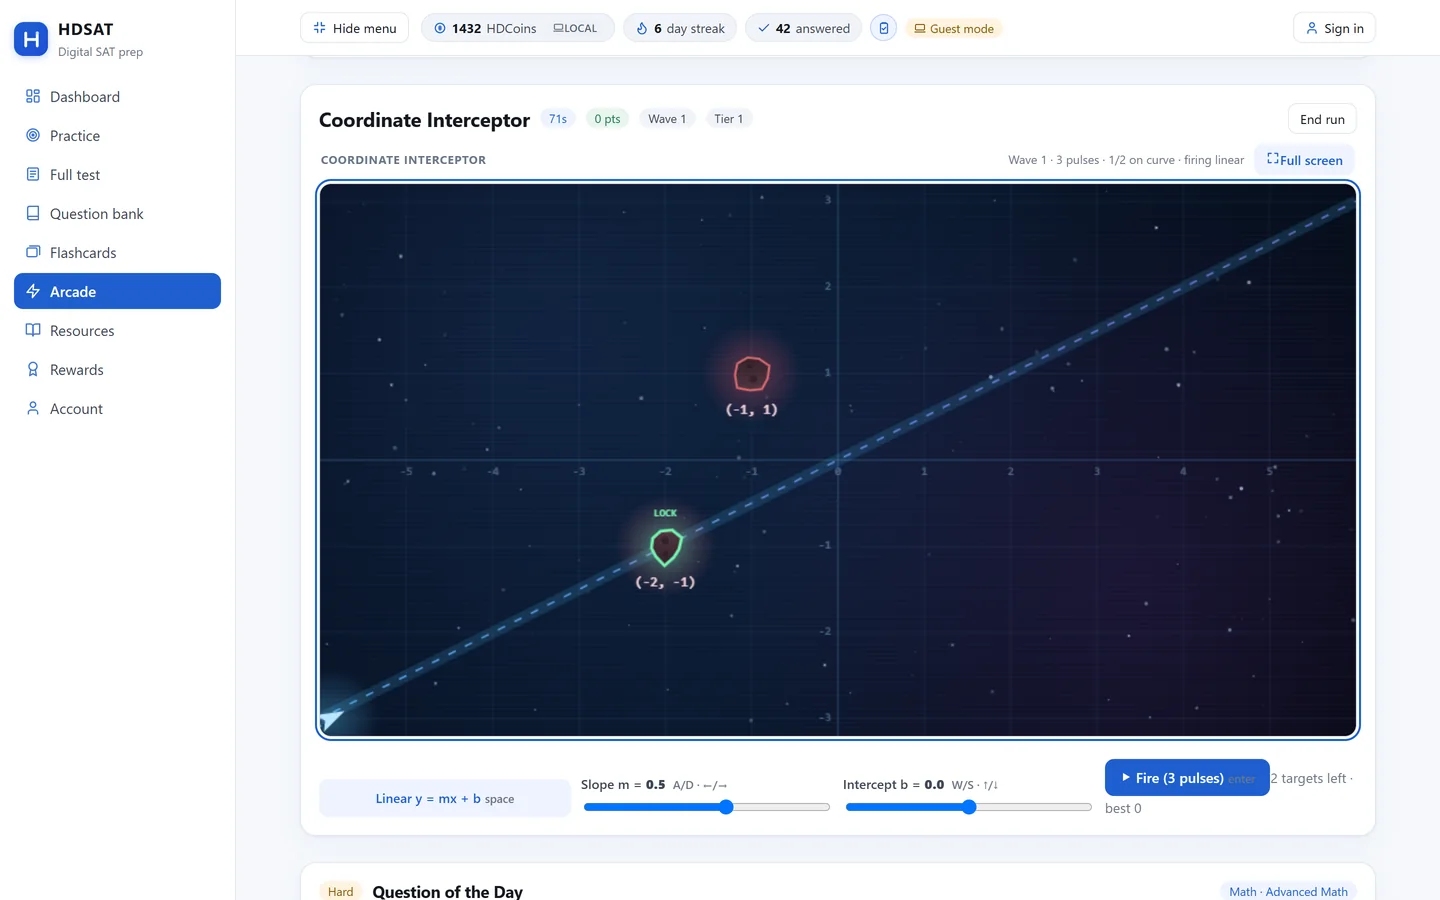 H
HDSAT
Digital SAT prep
Dashboard
Practice
Full test
Question bank
Flashcards
Arcade
Resources
Rewards
Account
Hide menu
1432 HDCoins LOCAL
6 day streak
42 answered
Guest mode
Sign in
Coordinate Interceptor 71s 0 pts Wave 1 Tier 1
End run
COORDINATE INTERCEPTOR
Wave 1 · 3 pulses · 1/2 on curve · firing linear
Full screen
3
2
1
(-1, 1)
-5 -4 -3 -2 -1 0 1 2 3 4 5
LOCK
-1
(-2, -1)
-2
-3
Linear y = mx + b space
Slope m = 0.5 A/D · ←/→
Intercept b = 0.0 W/S · ↑/↓
Fire (3 pulses) enter
2 targets left ·
best 0
Hard
Question of the Day
Math · Advanced Math